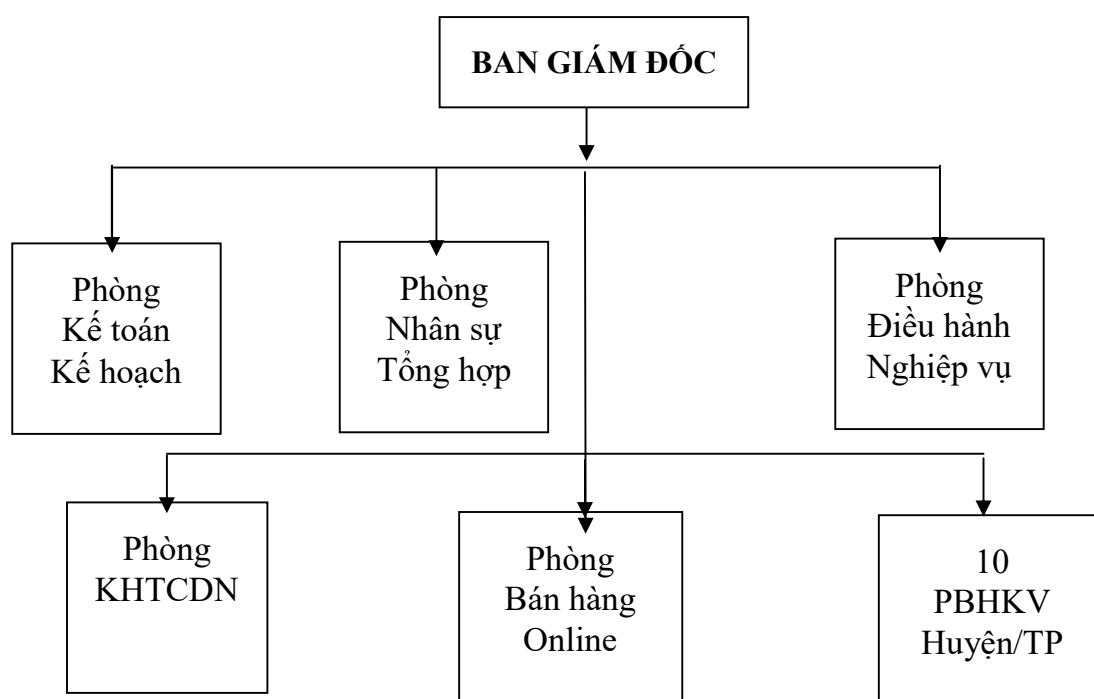 BAN GIÁM ĐỐC
Phòng
Kế toán
Kế hoạch
Phòng
Nhân sự
Tổng hợp
Phòng
Điều hành
Nghiệp vụ
Phòng
KHTCDN
Phòng
Bán hàng
Online
10
PBHKV
Huyện/TP